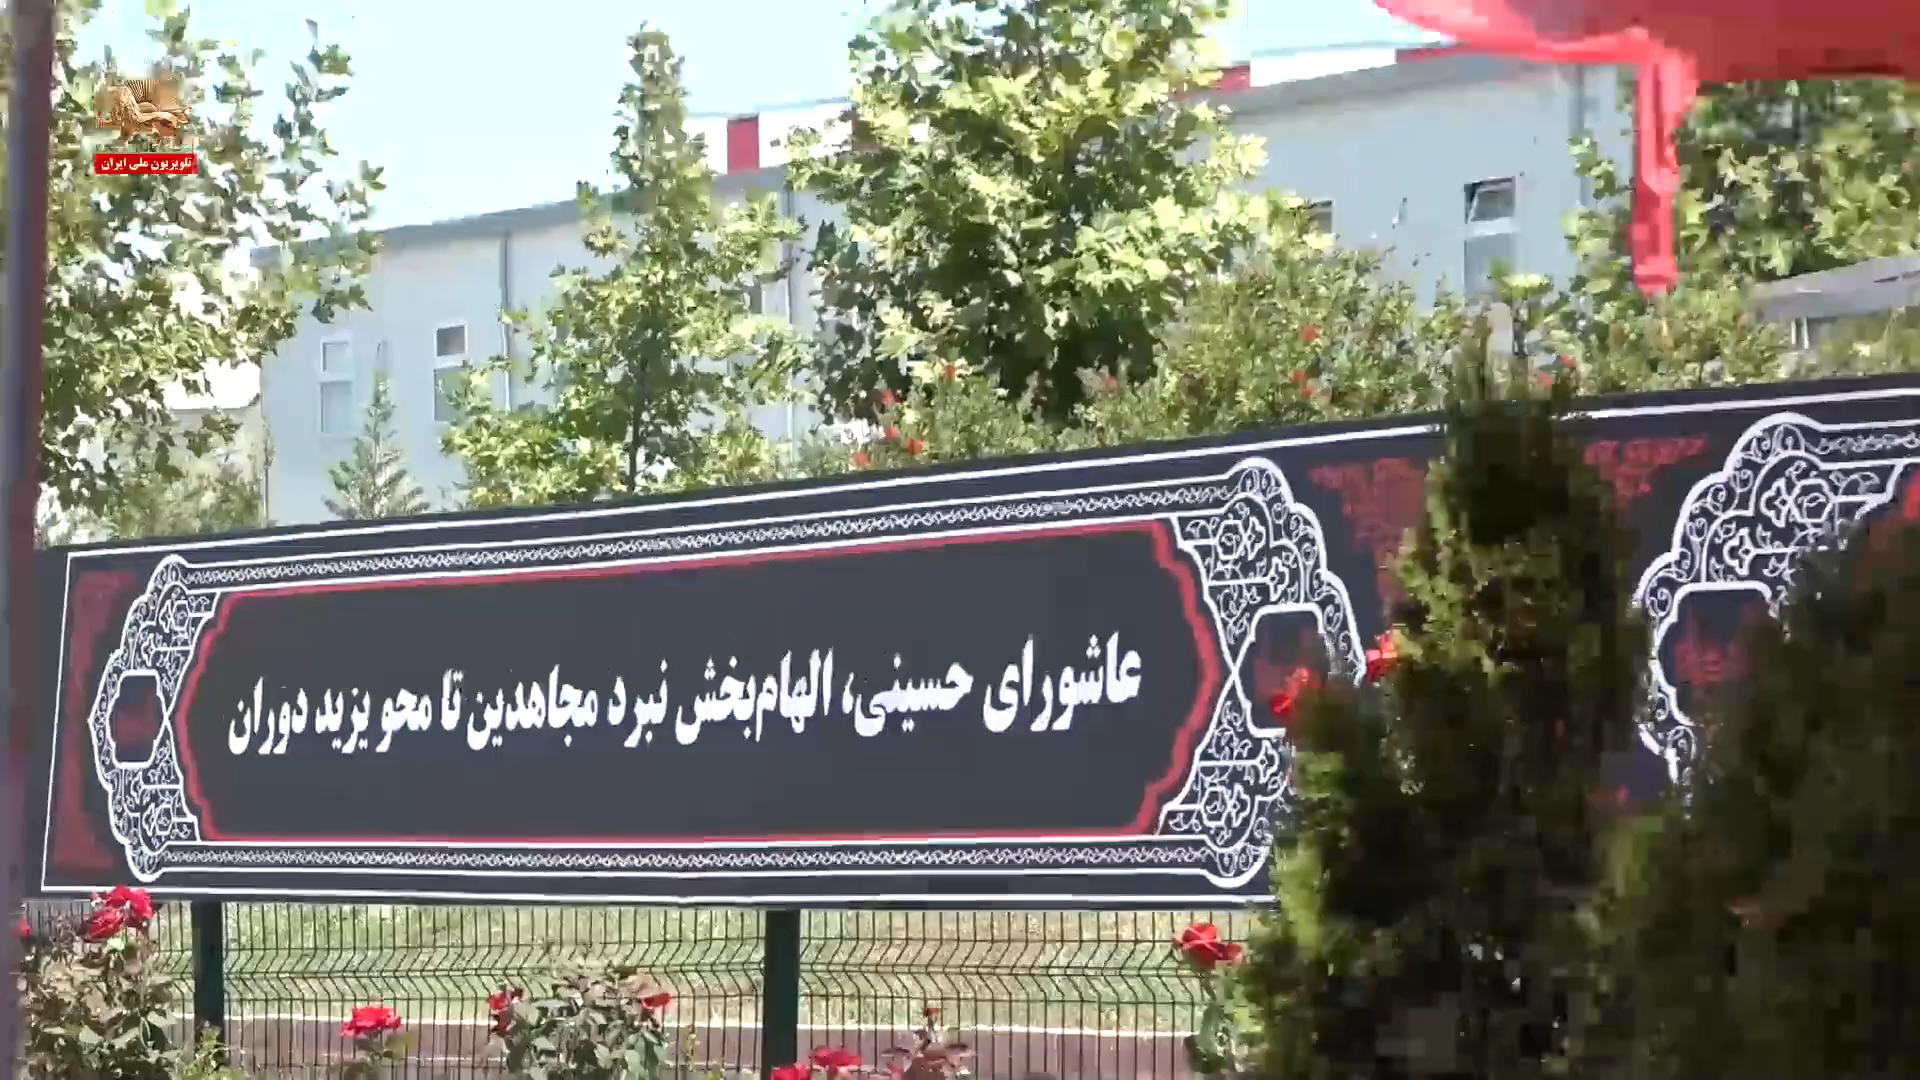 تلویزیون ملی ایران
عاشورای حسینی، الهام‌بخش نبرد مجاهدین تا محو یزید دوران